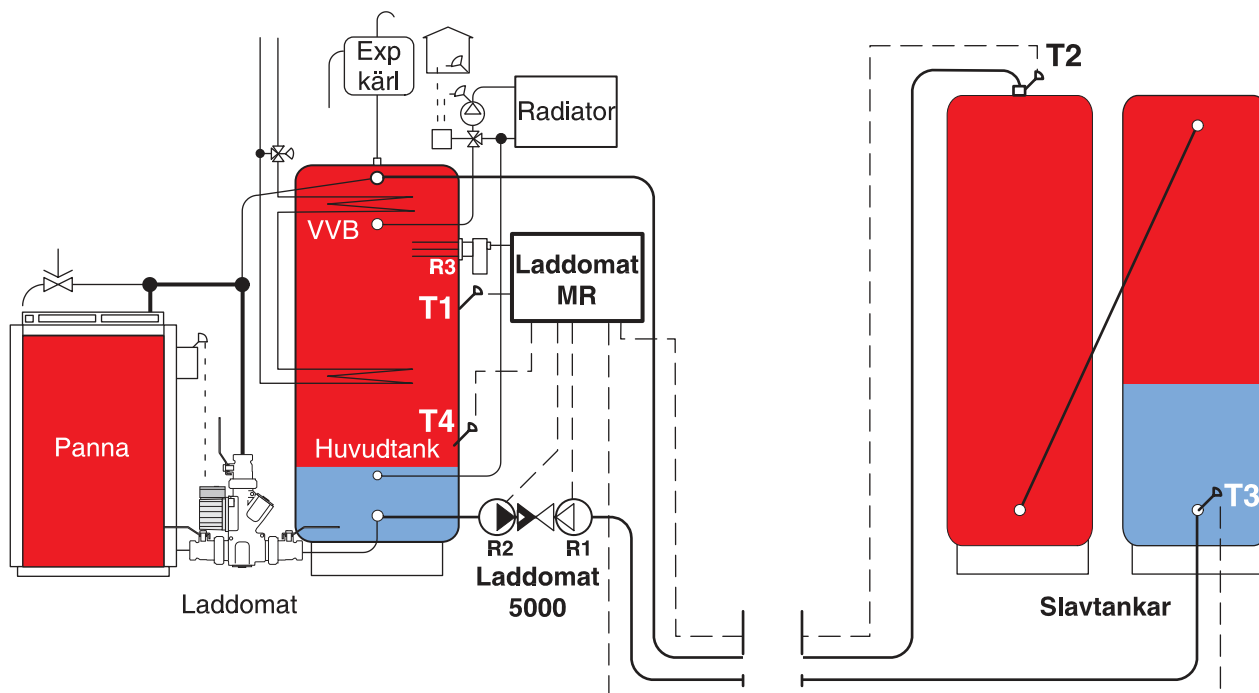 Exp
kärl
T2
Radiator
VVB
R3
Laddomat
MR
T1
T4
Panna
Huvudtank
T3
R2
R1
Laddomat
5000
Laddomat
Slavtankar